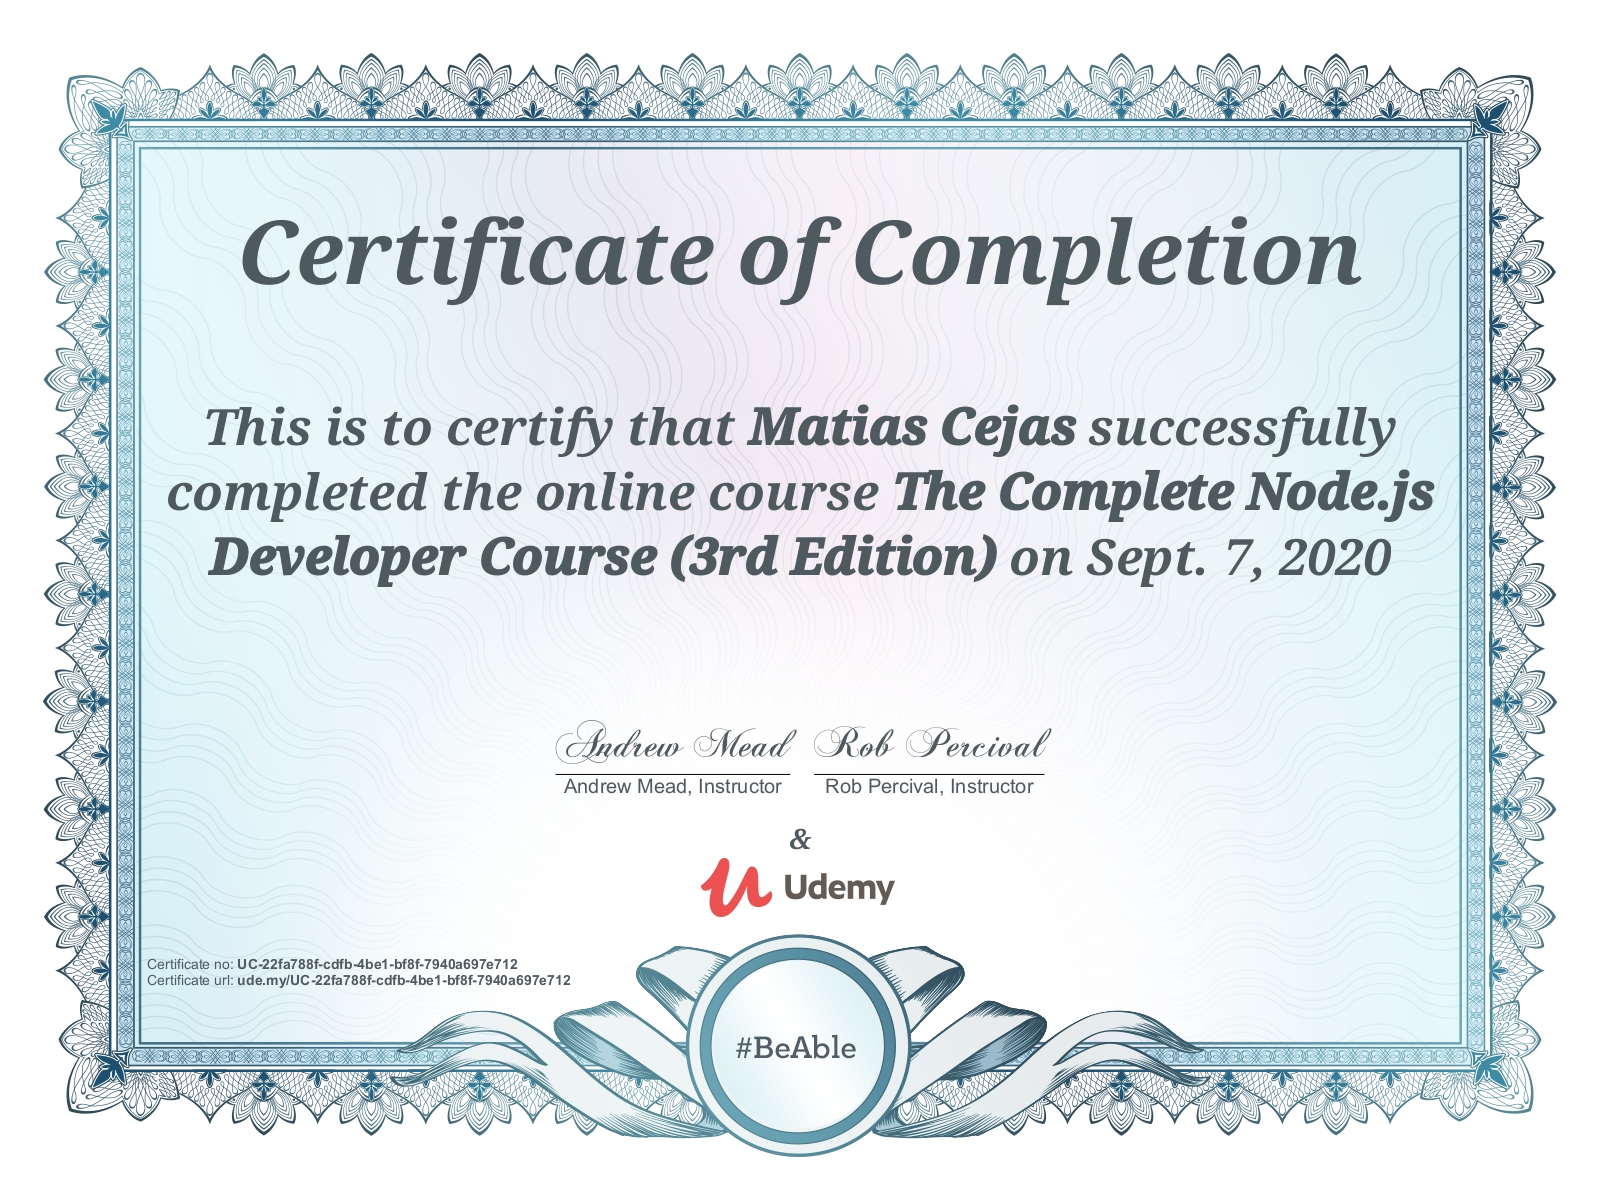 Certificate of Completion
This is to certify that Matias Cejas successfully
completed the online course The Complete Node.js
Developer Course (3rd Edition) on Sept. 7, 2020
Andrew Mead Rob Percival
Andrew Mead, Instructor Rob Percival, Instructor
&
Udemy
Certificate no: UC-22fa788f-cdfb-4be1-bf8f-7940a697e712
Certificate url: ude.my/UC-22fa788f-cdfb-4be1-bf8f-7940a697e712
#BeAble